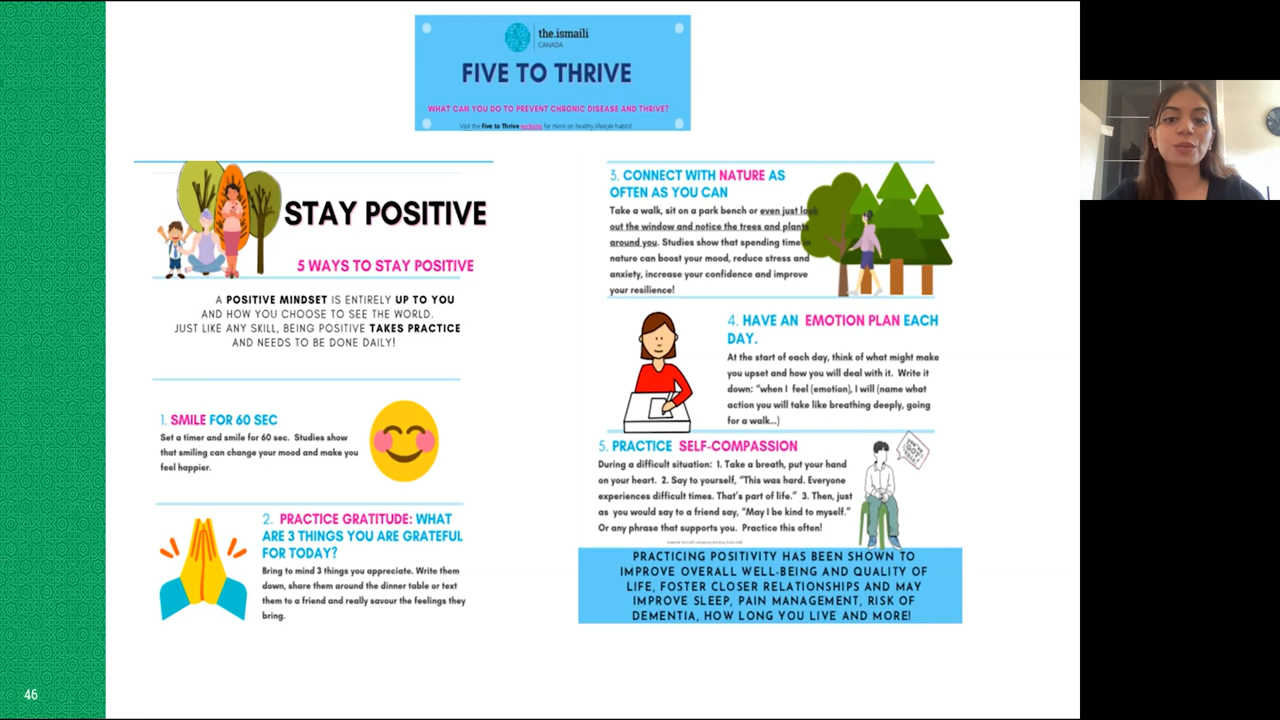 the.ismaili
CANADA
FIVE TO THRIVE
WHAT CAN YOU DO TO PREVENT CHRONIC DISEASE AND THRIVE?
Visit the Five to Thrive website for more on healthy lifestyle habits!
STAY POSITIVE
5 WAYS TO STAY POSITIVE
A POSITIVE MINDSET IS ENTIRELY UP TO YOU
AND HOW YOU CHOOSE TO SEE THE WORLD.
JUST LIKE ANY SKILL, BEING POSITIVE TAKES PRACTICE
AND NEEDS TO BE DONE DAILY!
1. SMILE FOR 60 SEC
Set a timer and smile for 60 sec. Studies show
that smiling can change your mood and make you
feel happier.
2. PRACTICE GRATITUDE: WHAT
ARE 3 THINGS YOU ARE GRATEFUL
FOR TODAY?
Bring to mind 3 things you appreciate. Write them
down, share them around the dinner table or text
them to a friend and really savour the feelings they
bring.
3. CONNECT WITH NATURE AS
OFTEN AS YOU CAN
Take a walk, sit on a park bench or even just look
out the window and notice the trees and plants
around you. Studies show that spending time in
nature can boost your mood, reduce stress and
anxiety, increase your confidence and improve
your resilience!
4. HAVE AN EMOTION PLAN EACH
DAY.
At the start of each day, think of what might make
you upset and how you will deal with it. Write it
down: "when I feel (emotion), I will (name what
action you will take like breathing deeply, going
for a walk...)
5. PRACTICE SELF-COMPASSION
During a difficult situation: 1. Take a breath, put your hand
on your heart. 2. Say to yourself, "This was hard. Everyone
experiences difficult times. That's part of life." 3. Then, just
as you would say to a friend say, "May I be kind to myself."
Or any phrase that supports you. Practice this often!
PRACTICING POSITIVITY HAS BEEN SHOWN TO
IMPROVE OVERALL WELL-BEING AND QUALITY OF
LIFE, FOSTER CLOSER RELATIONSHIPS AND MAY
IMPROVE SLEEP, PAIN MANAGEMENT, RISK OF
DEMENTIA, HOW LONG YOU LIVE AND MORE!
46